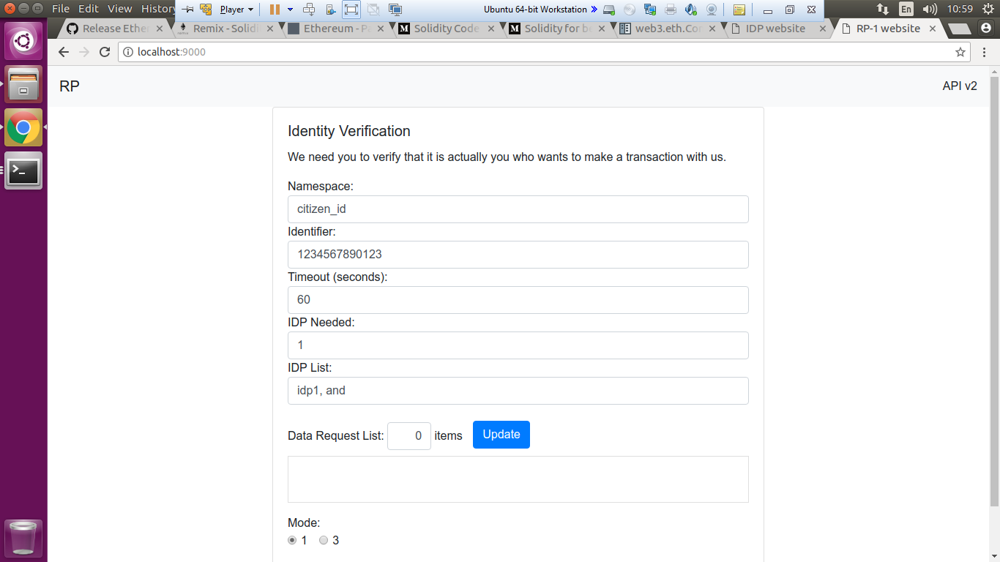 File Edit View History Player Ubuntu 64-bit Workstation En 10:59
Release Ether Remix - Solidi Ethereum - Pa Solidity Code Solidity for be web3.eth.Con IDP website RP-1 website
localhost:9000
RP API v2
Identity Verification
We need you to verify that it is actually you who wants to make a transaction with us.
Namespace:
citizen_id
Identifier:
1234567890123
Timeout (seconds):
60
IDP Needed:
1
IDP List:
idp1, and
Data Request List: 0 items Update
Mode:
1 3